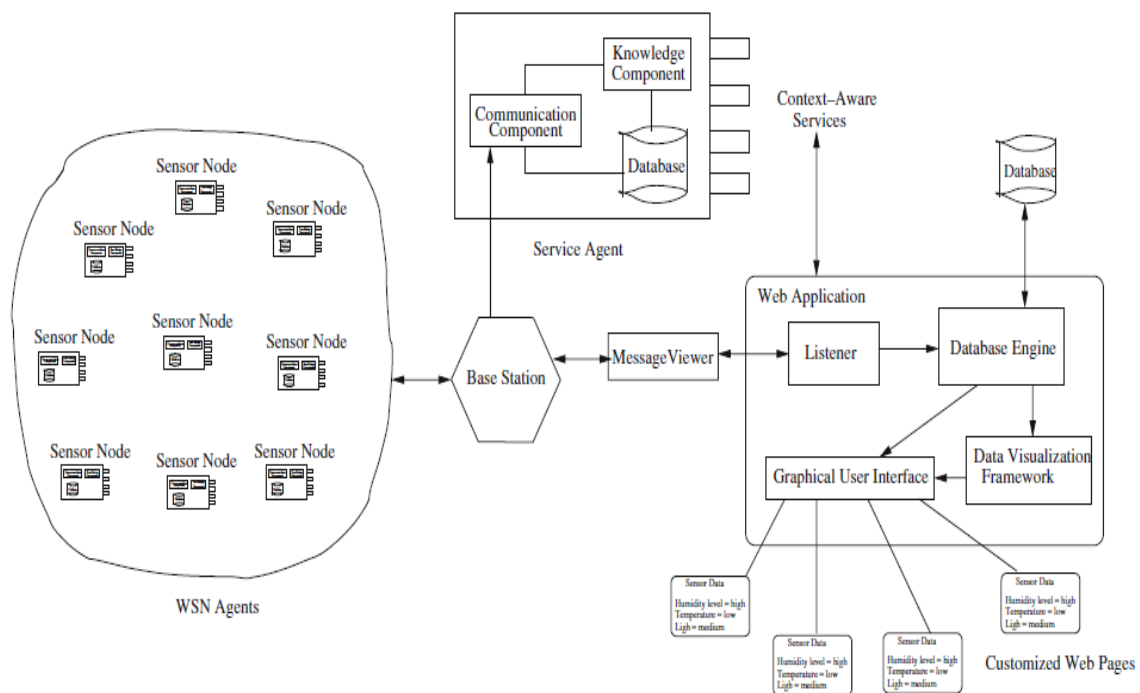 Knowledge
Component
Communication
Component
Database
Service Agent
Context–Aware
Services
Database
Sensor Node
Sensor Node
Sensor Node
Sensor Node
Sensor Node
Sensor Node
Sensor Node
Sensor Node
Sensor Node
WSN Agents
Base Station
MessageViewer
Web Application
Listener
Database Engine
Data Visualization
Framework
Graphical User Interface
Sensor Data
Humidity level = high
Temperature = low
Ligh = medium
Sensor Data
Humidity level = high
Temperature = low
Ligh = medium
Sensor Data
Humidity level = high
Temperature = low
Ligh = medium
Sensor Data
Humidity level = high
Temperature = low
Ligh = medium
Customized Web Pages